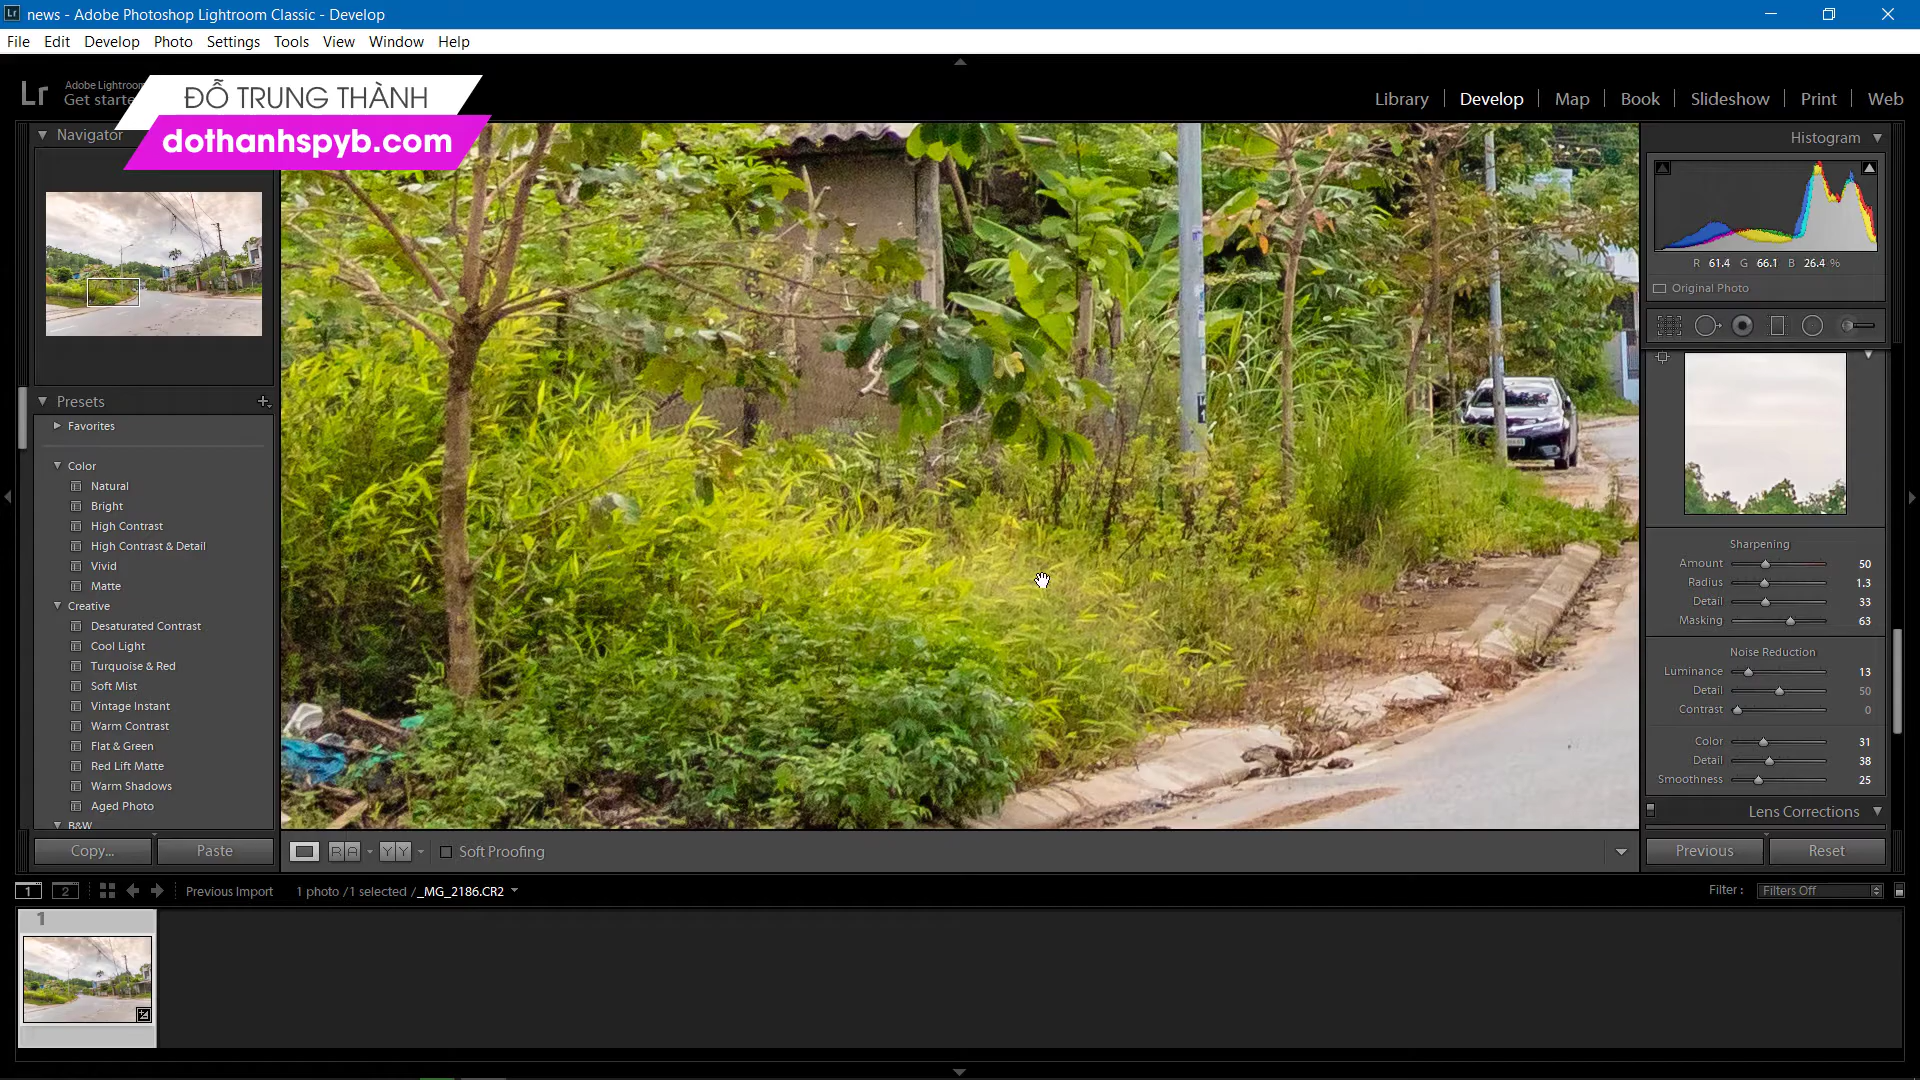 news - Adobe Photoshop Lightroom Classic - Develop
File Edit Develop Photo Settings Tools View Window Help
Lr
Adobe Lightroom
Get starte
ĐỖ TRUNG THÀNH
dothanhspyb.com
Library Develop Map Book Slideshow Print Web
Navigator
Presets
Favorites
Color
Natural
Bright
High Contrast
High Contrast & Detail
Vivid
Matte
Creative
Desaturated Contrast
Cool Light
Turquoise & Red
Soft Mist
Vintage Instant
Warm Contrast
Flat & Green
Red Lift Matte
Warm Shadows
Aged Photo
B&W
Copy... Paste
Histogram
R 61.4 G 66.1 B 26.4 %
Original Photo
Sharpening
Amount 50
Radius 1.3
Detail 33
Masking 63
Noise Reduction
Luminance 13
Detail 50
Contrast 0
Color 31
Detail 38
Smoothness 25
Lens Corrections
Previous Reset
R A Y Y Soft Proofing
1 2 Previous Import 1 photo / 1 selected / _MG_2186.CR2
Filter : Filters Off
1